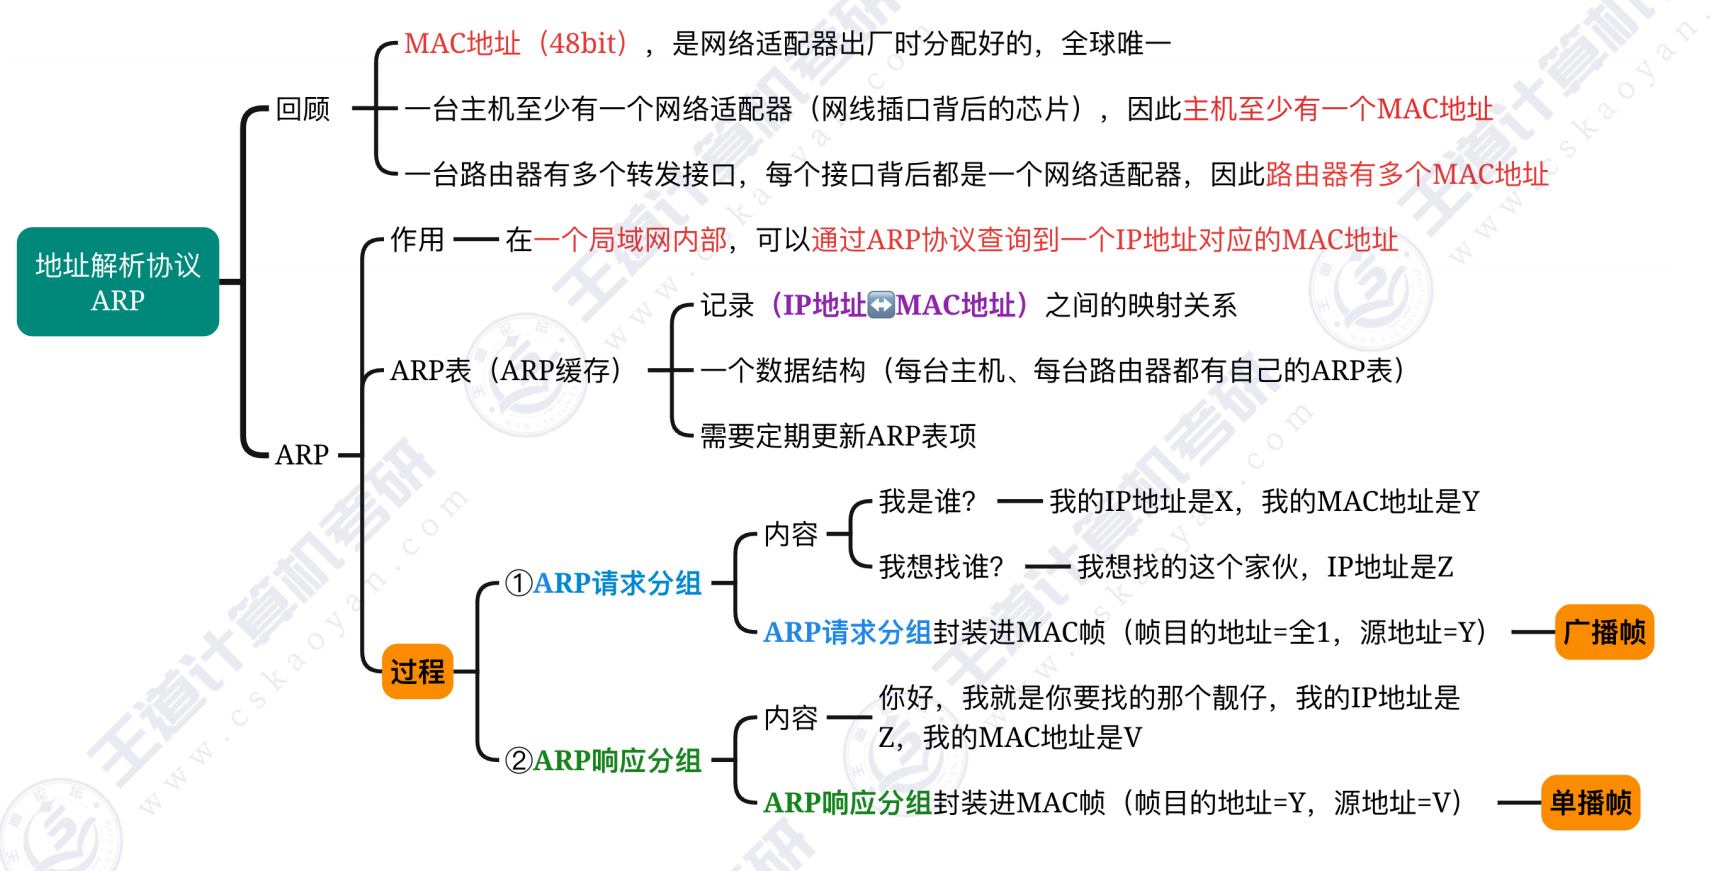 MAC地址（48bit），是网络适配器出厂时分配好的，全球唯一
回顾
一台主机至少有一个网络适配器（网线插口背后的芯片），因此主机至少有一个MAC地址
一台路由器有多个转发接口，每个接口背后都是一个网络适配器，因此路由器有多个MAC地址
地址解析协议
ARP
作用
在一个局域网内部，可以通过ARP协议查询到一个IP地址对应的MAC地址
记录（IP地址↔️MAC地址）之间的映射关系
ARP表（ARP缓存）
一个数据结构（每台主机、每台路由器都有自己的ARP表）
需要定期更新ARP表项
ARP
我是谁？
我的IP地址是X，我的MAC地址是Y
内容
我想找谁？
我想找的这个家伙，IP地址是Z
①ARP请求分组
ARP请求分组封装进MAC帧（帧目的地址=全1，源地址=Y）
广播帧
过程
你好，我就是你要找的那个靓仔，我的IP地址是
Z，我的MAC地址是V
内容
②ARP响应分组
ARP响应分组封装进MAC帧（帧目的地址=Y，源地址=V）
单播帧
王道计算机考研
www.cskaoyan.com